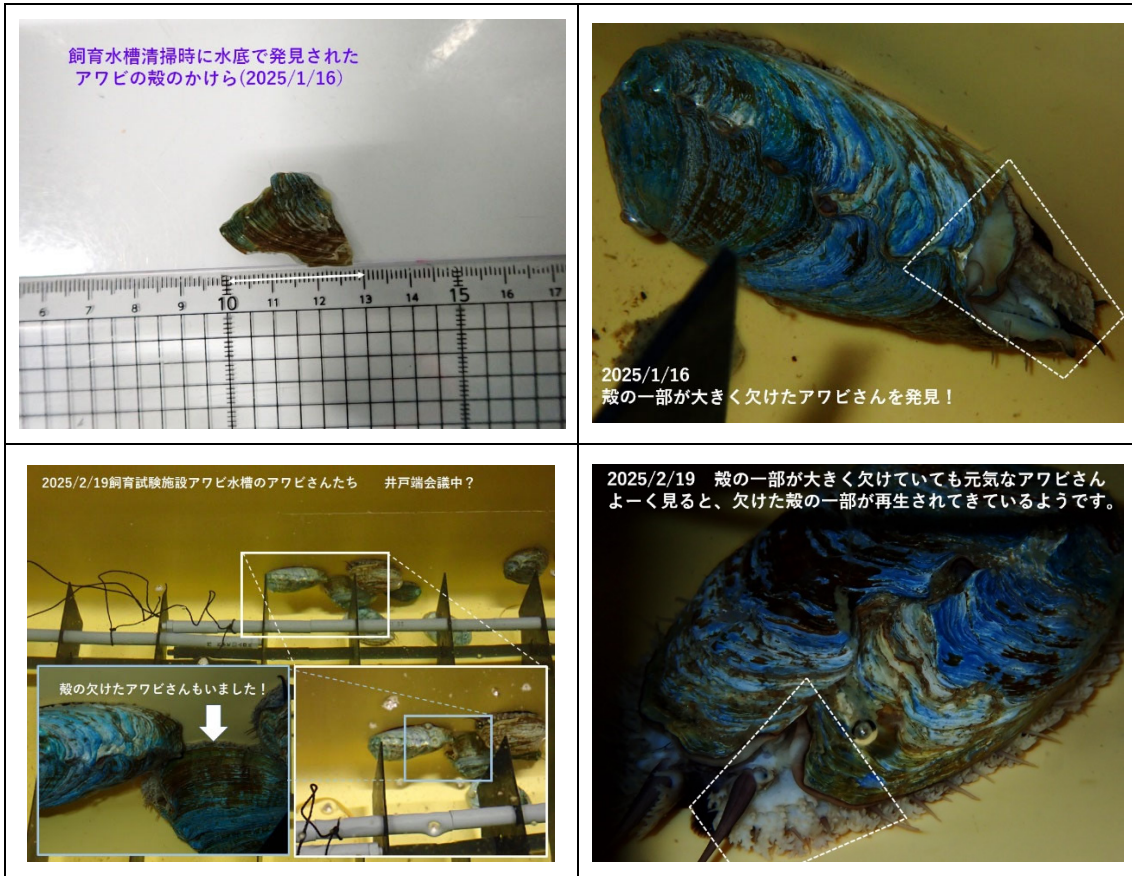 飼育水槽清掃時に水底で発見された
アワビの殻のかけら(2025/1/16)
6 7 8 9 10 11 12 13 14 15 16 17
2025/1/16
殻の一部が大きく欠けたアワビさんを発見！
2025/2/19飼育試験施設アワビ水槽のアワビさんたち 井戸端会議中？
殻の欠けたアワビさんもいました！
2025/2/19 殻の一部が大きく欠けていても元気なアワビさん
よーく見ると、欠けた殻の一部が再生されてきているようです。